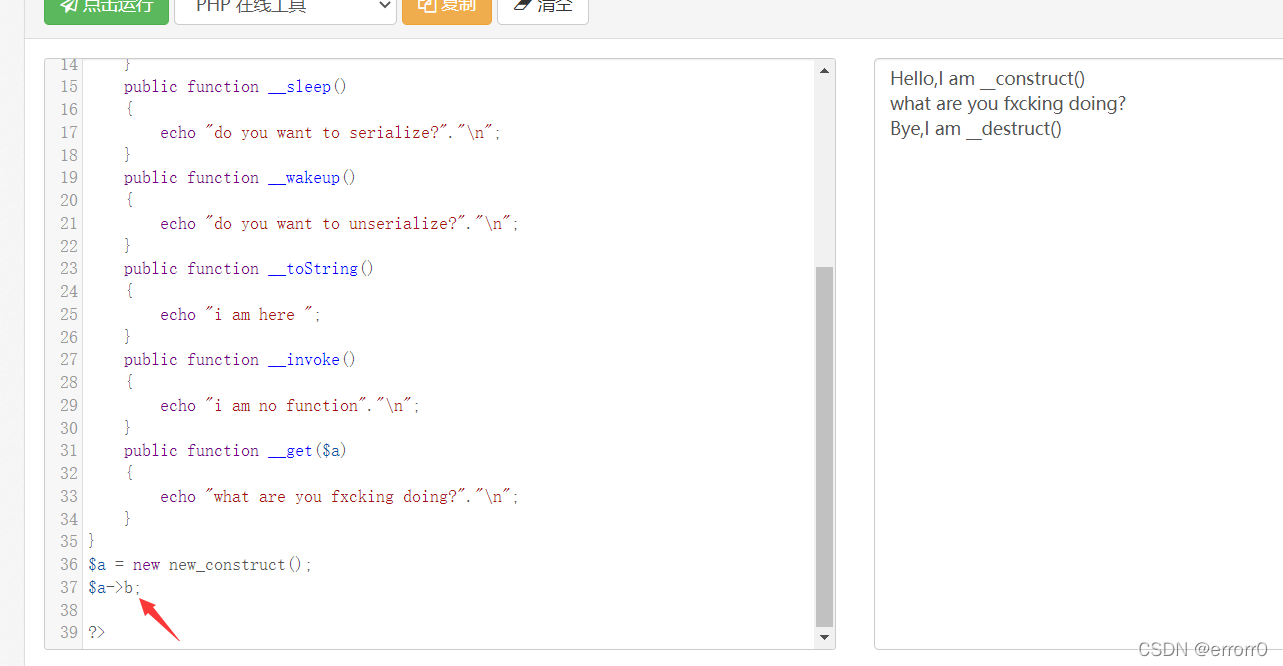 点击运行 PHP 在线工具 复制 清空
14 }
15 public function __sleep()
16 {
17 echo "do you want to serialize?"."\n";
18 }
19 public function __wakeup()
20 {
21 echo "do you want to unserialize?"."\n";
22 }
23 public function __toString()
24 {
25 echo "i am here ";
26 }
27 public function __invoke()
28 {
29 echo "i am no function"."\n";
30 }
31 public function __get($a)
32 {
33 echo "what are you fxcking doing?"."\n";
34 }
35 }
36 $a = new new_construct();
37 $a->b;
38
39 ?>
Hello,I am __construct()
what are you fxcking doing?
Bye,I am __destruct()
CSDN @errorr0